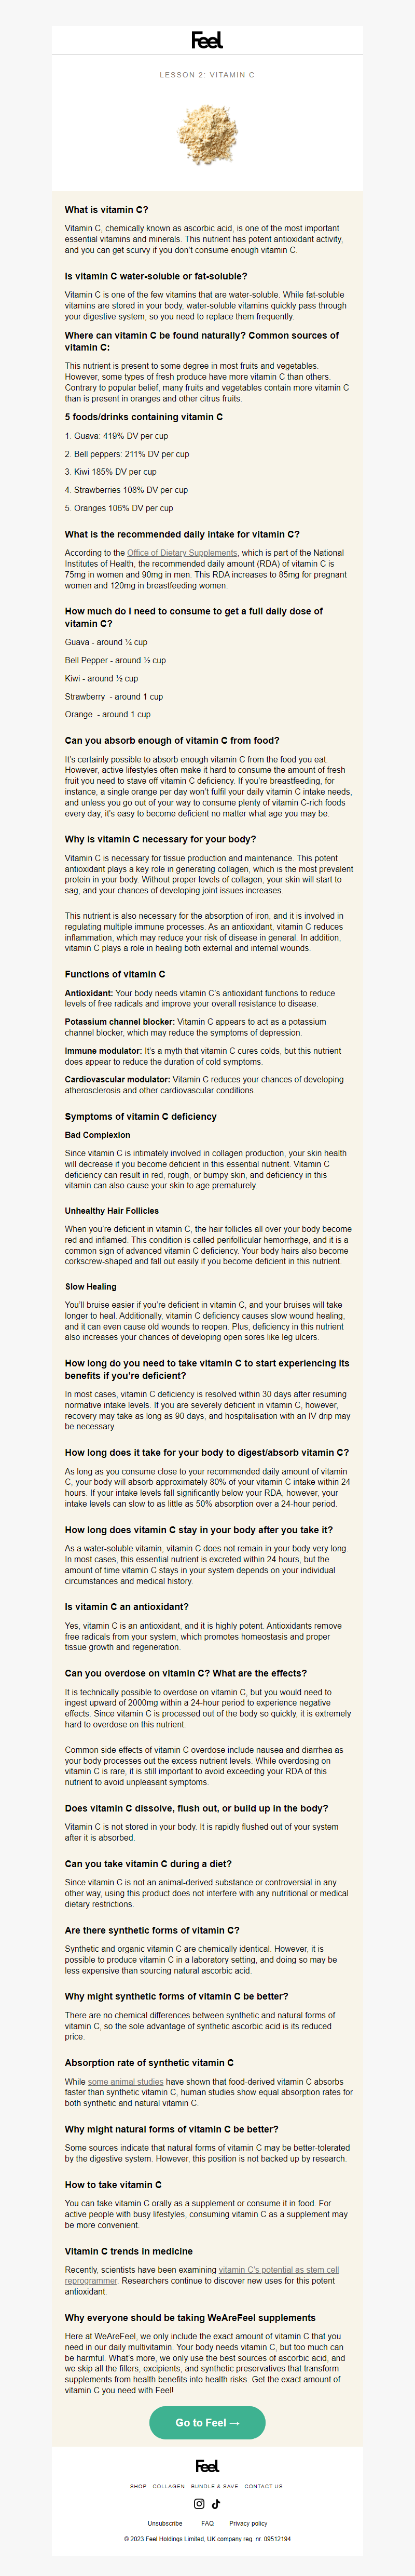 Feel
LESSON 2: VITAMIN C
What is vitamin C?
Vitamin C, chemically known as ascorbic acid, is one of the most important
essential vitamins and minerals. This nutrient has potent antioxidant activity,
and you can get scurvy if you don't consume enough vitamin C.
Is vitamin C water-soluble or fat-soluble?
Vitamin C is one of the few vitamins that are water-soluble. While fat-soluble
vitamins are stored in your body, water-soluble vitamins quickly pass through
your digestive system, so you need to replace them frequently.
Where can vitamin C be found naturally? Common sources of
vitamin C:
This nutrient is present to some degree in most fruits and vegetables.
However, some types of fresh produce have more vitamin C than others.
Contrary to popular belief, many fruits and vegetables contain more vitamin C
than is present in oranges and other citrus fruits.
5 foods/drinks containing vitamin C
1. Guava: 419% DV per cup
2. Bell peppers: 211% DV per cup
3. Kiwi 185% DV per cup
4. Strawberries 108% DV per cup
5. Oranges 106% DV per cup
What is the recommended daily intake for vitamin C?
According to the Office of Dietary Supplements, which is part of the National
Institutes of Health, the recommended daily amount (RDA) of vitamin C is
75mg in women and 90mg in men. This RDA increases to 85mg for pregnant
women and 120mg in breastfeeding women.
How much do I need to consume to get a full daily dose of
vitamin C?
Guava - around ¼ cup
Bell Pepper - around ½ cup
Kiwi - around ½ cup
Strawberry - around 1 cup
Orange - around 1 cup
Can you absorb enough of vitamin C from food?
It's certainly possible to absorb enough vitamin C from the food you eat.
However, active lifestyles often make it hard to consume the amount of fresh
fruit you need to stave off vitamin C deficiency. If you're breastfeeding, for
instance, a single orange per day won't fulfil your daily vitamin C intake needs,
and unless you go out of your way to consume plenty of vitamin C-rich foods
every day, it's easy to become deficient no matter what age you may be.
Why is vitamin C necessary for your body?
Vitamin C is necessary for tissue production and maintenance. This potent
antioxidant plays a key role in generating collagen, which is the most prevalent
protein in your body. Without proper levels of collagen, your skin will start to
sag, and your chances of developing joint issues increases.
This nutrient is also necessary for the absorption of iron, and it is involved in
regulating multiple immune processes. As an antioxidant, vitamin C reduces
inflammation, which may reduce your risk of disease in general. In addition,
vitamin C plays a role in healing both external and internal wounds.
Functions of vitamin C
Antioxidant: Your body needs vitamin C's antioxidant functions to reduce
levels of free radicals and improve your overall resistance to disease.
Potassium channel blocker: Vitamin C appears to act as a potassium
channel blocker, which may reduce the symptoms of depression.
Immune modulator: It's a myth that vitamin C cures colds, but this nutrient
does appear to reduce the duration of cold symptoms.
Cardiovascular modulator: Vitamin C reduces your chances of developing
atherosclerosis and other cardiovascular conditions.
Symptoms of vitamin C deficiency
Bad Complexion
Since vitamin C is intimately involved in collagen production, your skin health
will decrease if you become deficient in this essential nutrient. Vitamin C
deficiency can result in red, rough, or bumpy skin, and deficiency in this
vitamin can also cause your skin to age prematurely.
Unhealthy Hair Follicles
When you're deficient in vitamin C, the hair follicles all over your body become
red and inflamed. This condition is called perifollicular hemorrhage, and it is a
common sign of advanced vitamin C deficiency. Your body hairs also become
corkscrew-shaped and fall out easily if you become deficient in this nutrient.
Slow Healing
You'll bruise easier if you're deficient in vitamin C, and your bruises will take
longer to heal. Additionally, vitamin C deficiency causes slow wound healing,
and it can even cause old wounds to reopen. Plus, deficiency in this nutrient
also increases your chances of developing open sores like leg ulcers.
How long do you need to take vitamin C to start experiencing its
benefits if you're deficient?
In most cases, vitamin C deficiency is resolved within 30 days after resuming
normative intake levels. If you are severely deficient in vitamin C, however,
recovery may take as long as 90 days, and hospitalisation with an IV drip may
be necessary.
How long does it take for your body to digest/absorb vitamin C?
As long as you consume close to your recommended daily amount of vitamin
C, your body will absorb approximately 80% of your vitamin C intake within 24
hours. If your intake levels fall significantly below your RDA, however, your
intake levels can slow to as little as 50% absorption over a 24-hour period.
How long does vitamin C stay in your body after you take it?
As a water-soluble vitamin, vitamin C does not remain in your body very long.
In most cases, this essential nutrient is excreted within 24 hours, but the
amount of time vitamin C stays in your system depends on your individual
circumstances and medical history.
Is vitamin C an antioxidant?
Yes, vitamin C is an antioxidant, and it is highly potent. Antioxidants remove
free radicals from your system, which promotes homeostasis and proper
tissue growth and regeneration.
Can you overdose on vitamin C? What are the effects?
It is technically possible to overdose on vitamin C, but you would need to
ingest upward of 2000mg within a 24-hour period to experience negative
effects. Since vitamin C is processed out of the body so quickly, it is extremely
hard to overdose on this nutrient.
Common side effects of vitamin C overdose include nausea and diarrhea as
your body processes out the excess nutrient levels. While overdosing on
vitamin C is rare, it is still important to avoid exceeding your RDA of this
nutrient to avoid unpleasant symptoms.
Does vitamin C dissolve, flush out, or build up in the body?
Vitamin C is not stored in your body. It is rapidly flushed out of your system
after it is absorbed.
Can you take vitamin C during a diet?
Since vitamin C is not an animal-derived substance or controversial in any
other way, using this product does not interfere with any nutritional or medical
dietary restrictions.
Are there synthetic forms of vitamin C?
Synthetic and organic vitamin C are chemically identical. However, it is
possible to produce vitamin C in a laboratory setting, and doing so may be
less expensive than sourcing natural ascorbic acid.
Why might synthetic forms of vitamin C be better?
There are no chemical differences between synthetic and natural forms of
vitamin C, so the sole advantage of synthetic ascorbic acid is its reduced
price.
Absorption rate of synthetic vitamin C
While some animal studies have shown that food-derived vitamin C absorbs
faster than synthetic vitamin C, human studies show equal absorption rates for
both synthetic and natural vitamin C.
Why might natural forms of vitamin C be better?
Some sources indicate that natural forms of vitamin C may be better-tolerated
by the digestive system. However, this position is not backed up by research.
How to take vitamin C
You can take vitamin C orally as a supplement or consume it in food. For
active people with busy lifestyles, consuming vitamin C as a supplement may
be more convenient.
Vitamin C trends in medicine
Recently, scientists have been examining vitamin C's potential as stem cell
reprogrammer. Researchers continue to discover new uses for this potent
antioxidant.
Why everyone should be taking WeAreFeel supplements
Here at WeAreFeel, we only include the exact amount of vitamin C that you
need in our daily multivitamin. Your body needs vitamin C, but too much can
be harmful. What's more, we only use the best sources of ascorbic acid, and
we skip all the fillers, excipients, and synthetic preservatives that transform
supplements from health benefits into health risks. Get the exact amount of
vitamin C you need with Feel!
Go to Feel →
Feel
SHOP COLLAGEN BUNDLE & SAVE CONTACT US
Unsubscribe FAQ Privacy policy
© 2023 Feel Holdings Limited, UK company reg. nr. 09512194